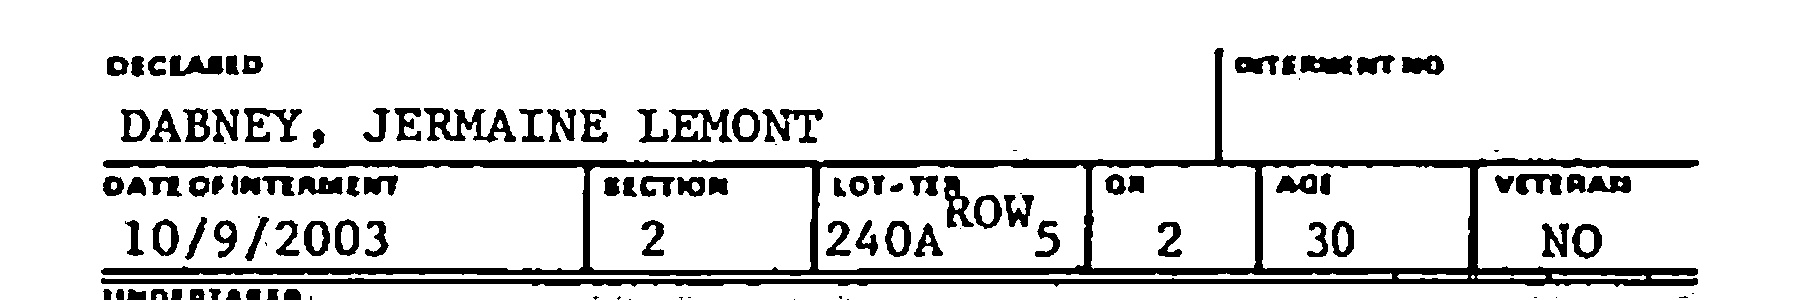 DECEASED INTERMENT NO
DABNEY, JERMAINE LEMONT
DATE OF INTERMENT SECTION LOT-TER GR AGE VETERAN
10/9/2003 2 240A ROW 5 2 30 NO
UNDERTAKER